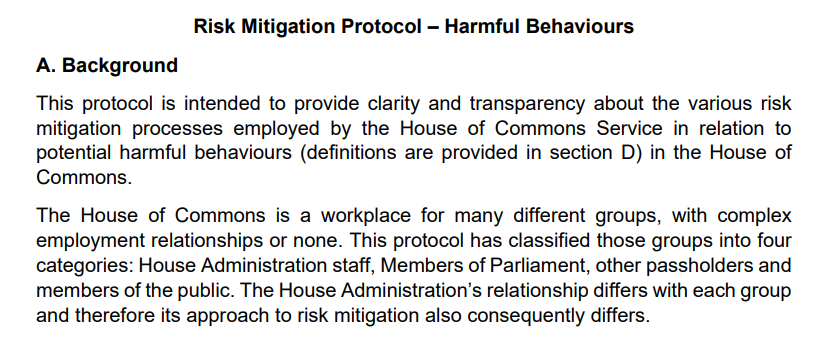 Risk Mitigation Protocol – Harmful Behaviours
A. Background
This protocol is intended to provide clarity and transparency about the various risk
mitigation processes employed by the House of Commons Service in relation to
potential harmful behaviours (definitions are provided in section D) in the House of
Commons.
The House of Commons is a workplace for many different groups, with complex
employment relationships or none. This protocol has classified those groups into four
categories: House Administration staff, Members of Parliament, other passholders and
members of the public. The House Administration’s relationship differs with each group
and therefore its approach to risk mitigation also consequently differs.